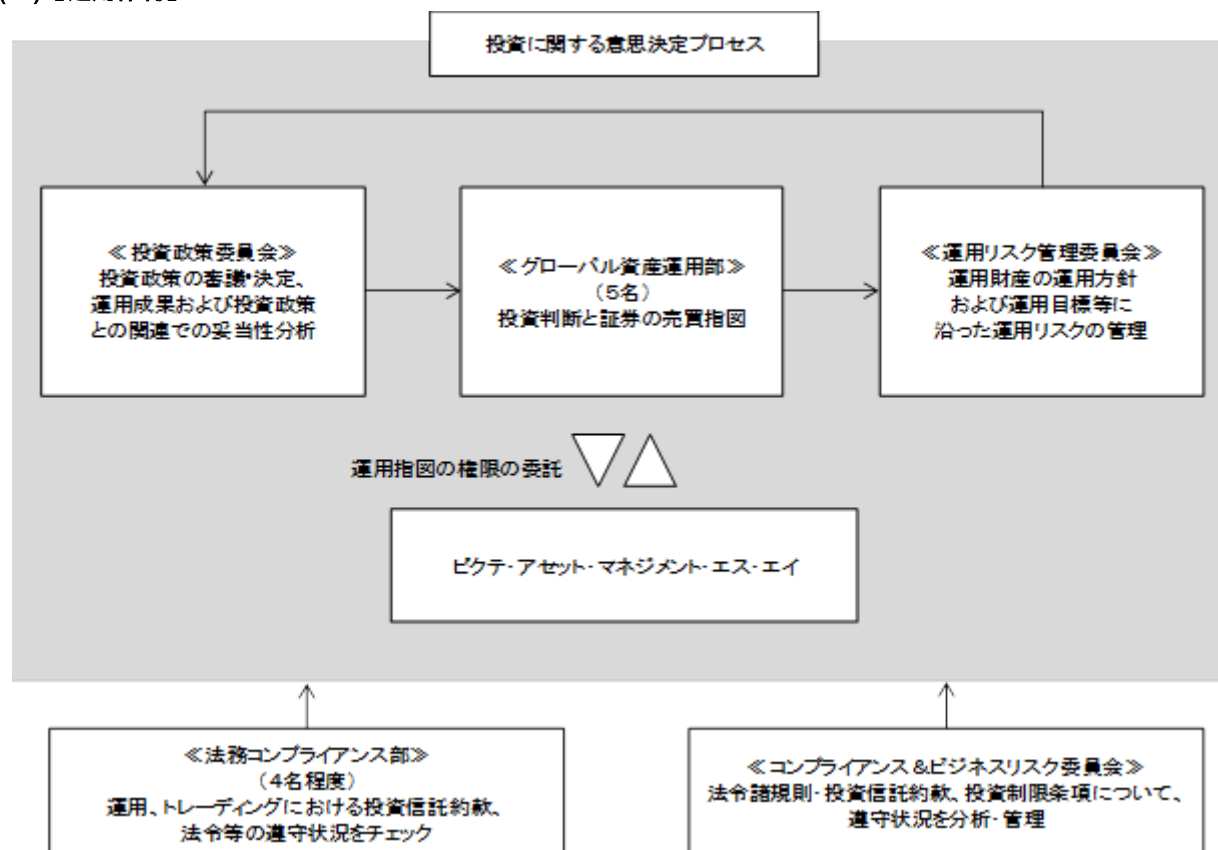 投資に関する意思決定プロセス
≪投資政策委員会≫
投資政策の審議・決定、
運用成果および投資政策
との関連での妥当性分析
≪グローバル資産運用部≫
(5名)
投資判断と証券の売買指図
≪運用リスク管理委員会≫
運用財産の運用方針
および運用目標等に
沿った運用リスクの管理
運用指図の権限の委託
ピクテ・アセット・マネジメント・エス・エイ
≪法務コンプライアンス部≫
(4名程度)
運用、トレーディングにおける投資信託約款、
法令等の遵守状況をチェック
≪コンプライアンス&ビジネスリスク委員会≫
法令諸規則・投資信託約款、投資制限条項について、
遵守状況を分析・管理